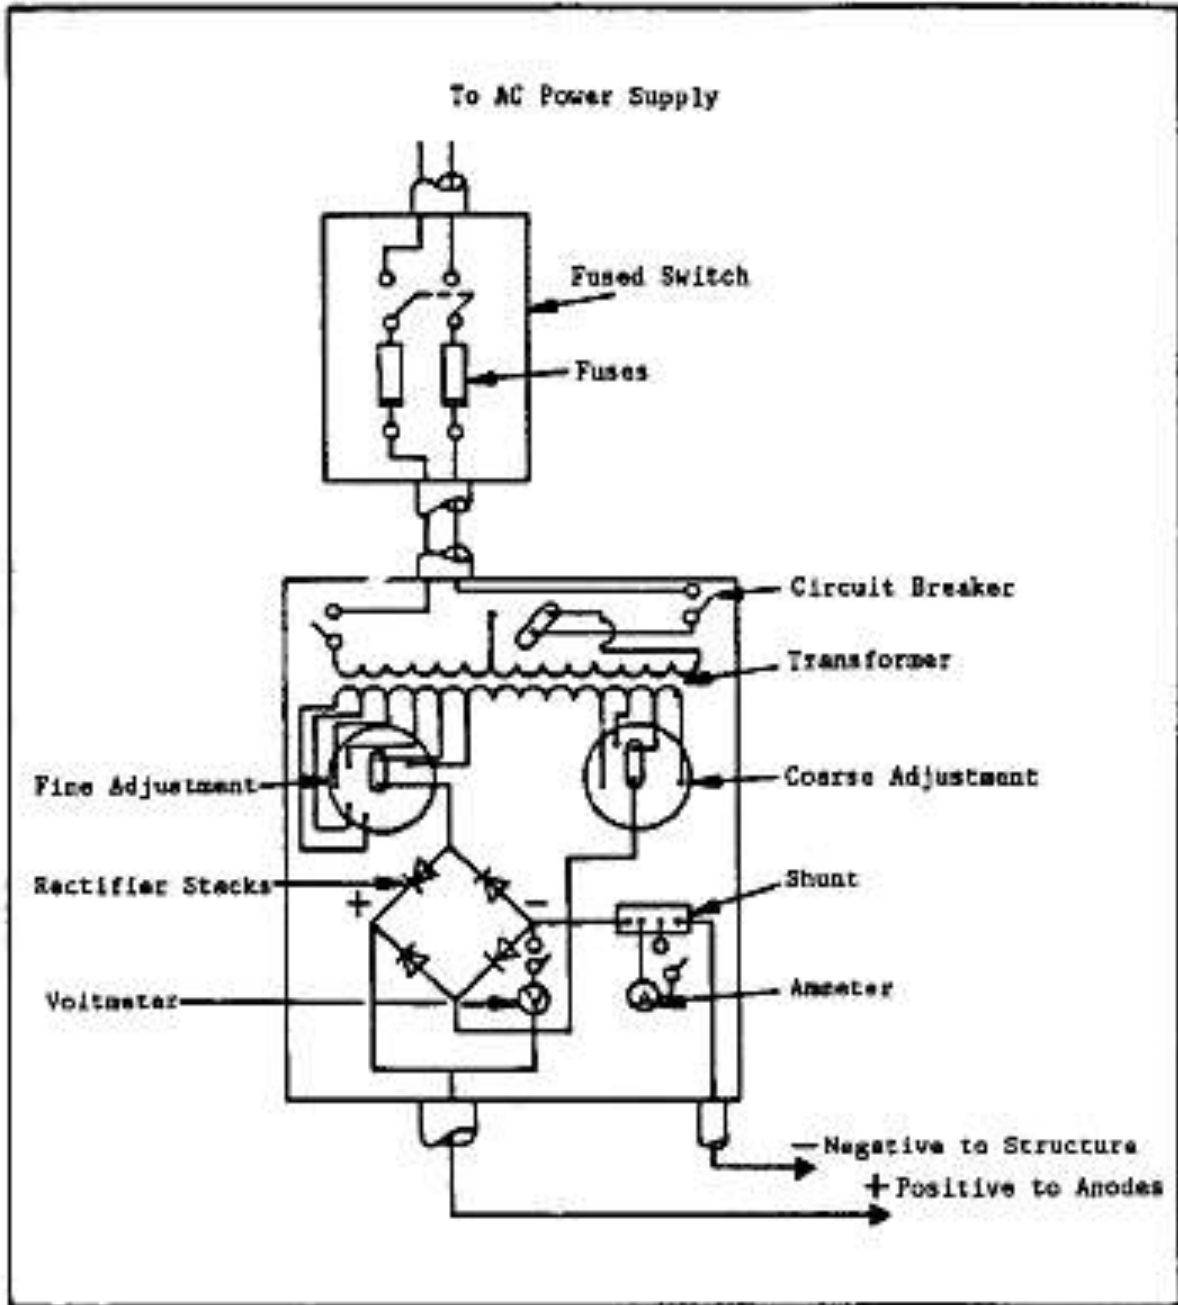 To AC Power Supply
Fused Switch
Fuses
Circuit Breaker
Transformer
Fine Adjustment
Coarse Adjustment
Rectifier Stacks
Shunt
+
−
Voltmeter
V
A
Ammeter
− Negative to Structure
+ Positive to Anodes